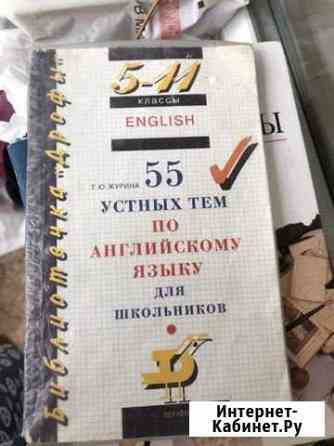 Библиотечка "Дрофы"
5-11
классы
ENGLISH
Т.Ю.ЖУРИНА 55
УСТНЫХ ТЕМ
ПО
АНГЛИЙСКОМУ
ЯЗЫКУ
ДЛЯ
ШКОЛЬНИКОВ
Ы
Интернет-
Кабинет.Ру